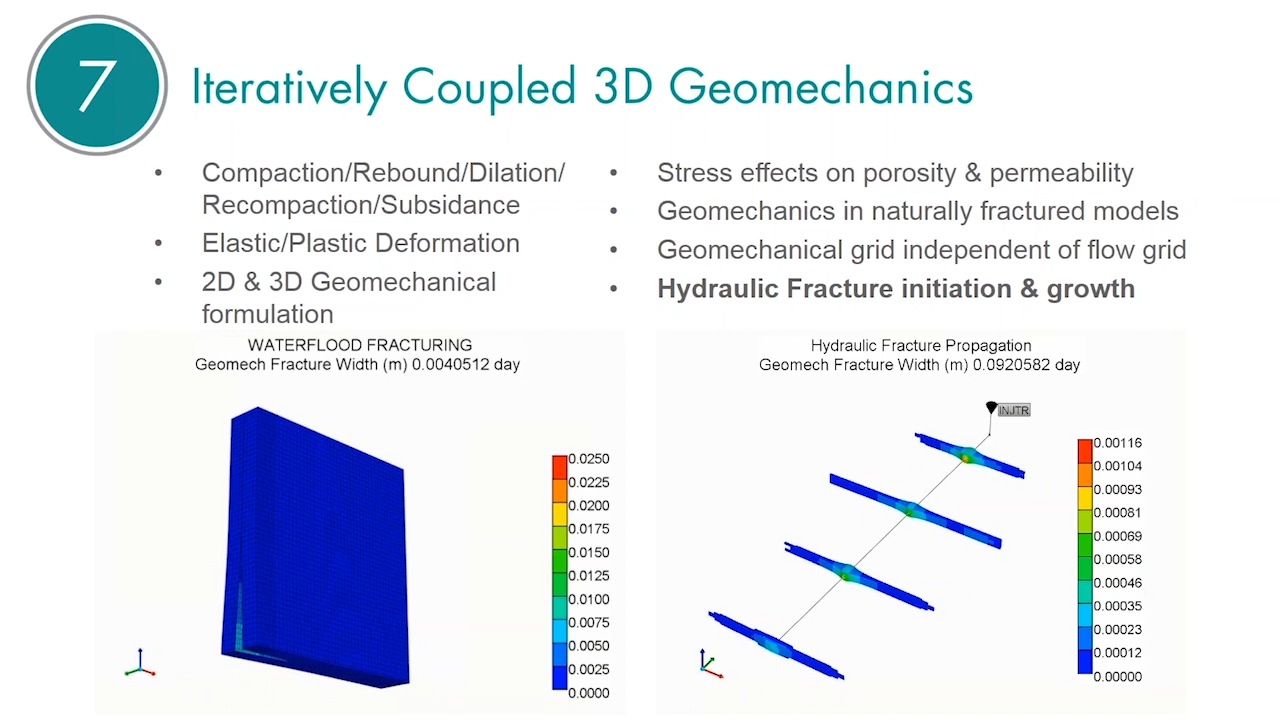 7
Iteratively Coupled 3D Geomechanics
• Compaction/Rebound/Dilation/
Recompaction/Subsidance
• Elastic/Plastic Deformation
• 2D & 3D Geomechanical
formulation
• Stress effects on porosity & permeability
• Geomechanics in naturally fractured models
• Geomechanical grid independent of flow grid
• Hydraulic Fracture initiation & growth
WATERFLOOD FRACTURING
Geomech Fracture Width (m) 0.0040512 day
0.0250
0.0225
0.0200
0.0175
0.0150
0.0125
0.0100
0.0075
0.0050
0.0025
0.0000
Hydraulic Fracture Propagation
Geomech Fracture Width (m) 0.0920582 day
INJTR
0.00116
0.00104
0.00093
0.00081
0.00069
0.00058
0.00046
0.00035
0.00023
0.00012
0.00000